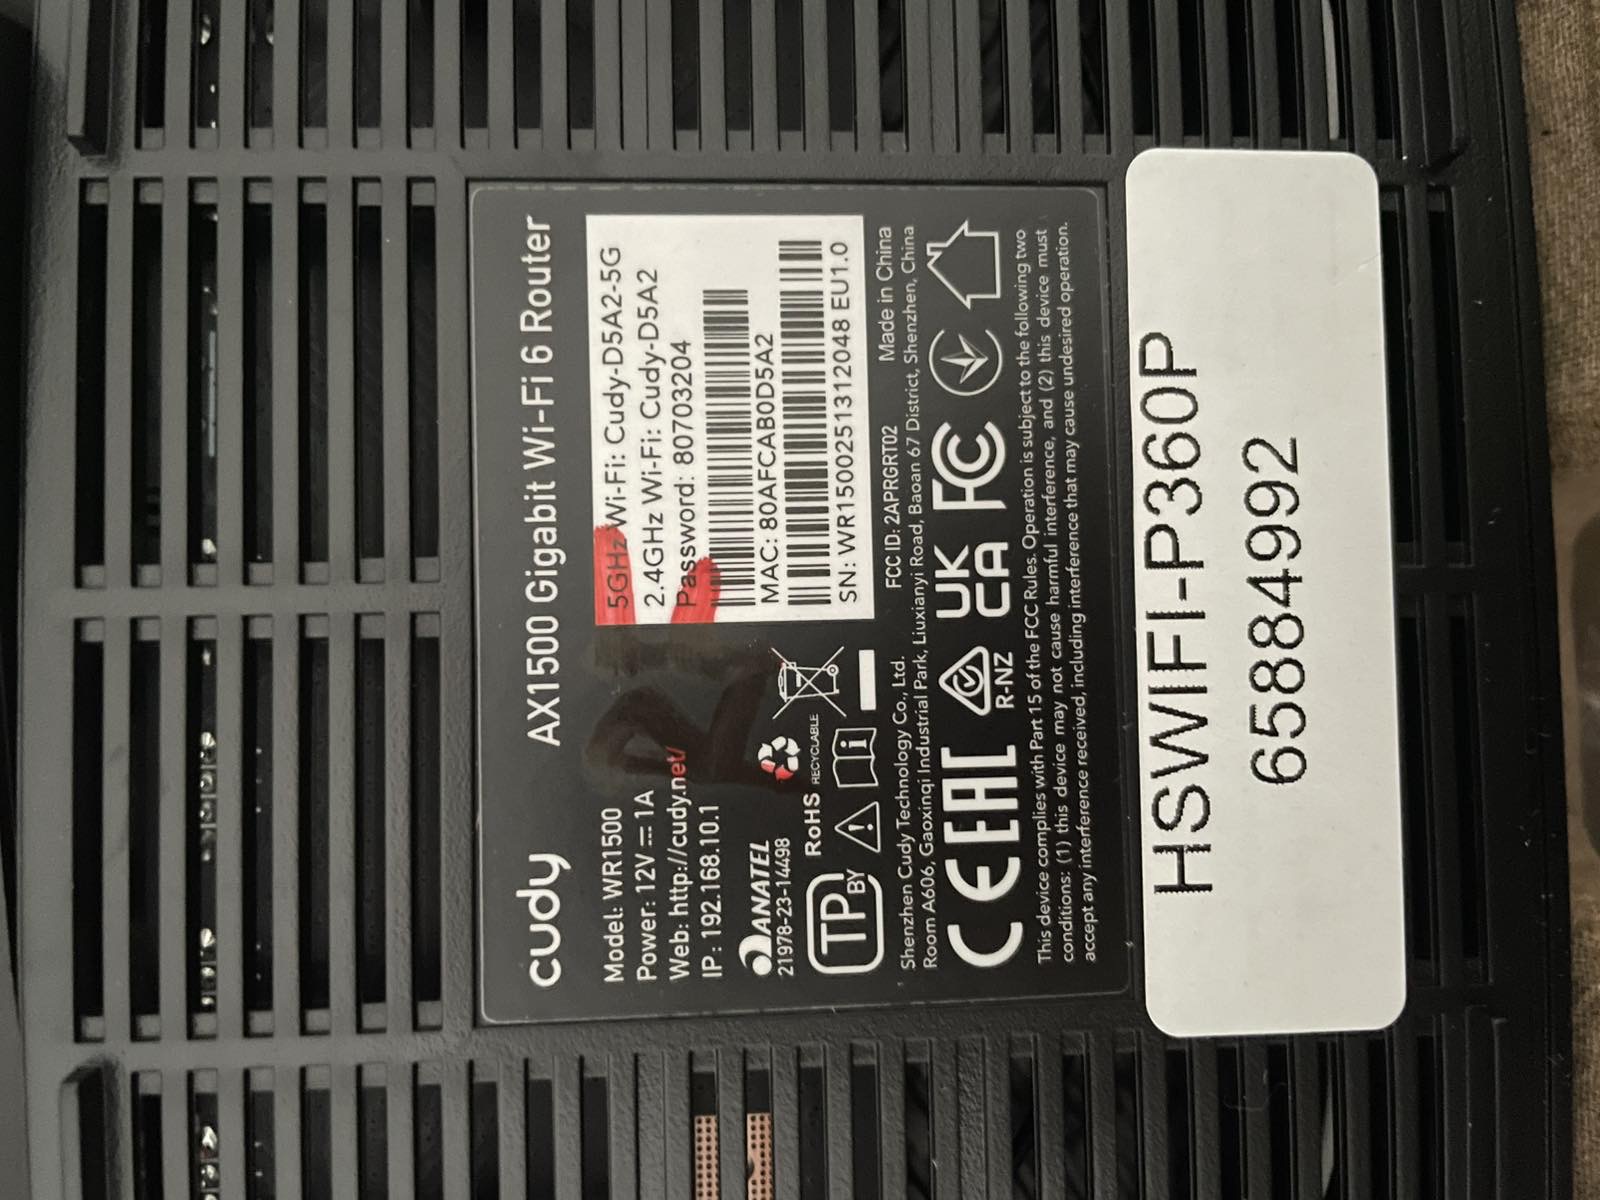 cudy AX1500 Gigabit Wi-Fi 6 Router
Model: WR1500
Power: 12V ⎓ 1A
Web: http://cudy.net/
IP : 192.168.10.1
5GHz Wi-Fi: Cudy-D5A2-5G
2.4GHz Wi-Fi: Cudy-D5A2
Password: 80703204
MAC: 80AFCAB0D5A2
SN: WR1500251312048 EU1.0
ANATEL
21978-23-14498
TP
BY
RoHS
RECYCLABLE
FCC ID: 2APRGRT02 Made in China
Shenzhen Cudy Technology Co., Ltd.
Room A606, Gaoxinqi Industrial Park, Liuxianyi Road, Baoan 67 District, Shenzhen, China
CE EAC R-NZ UK CA FC
This device complies with Part 15 of the FCC Rules. Operation is subject to the following two
conditions: (1) this device may not cause harmful interference, and (2) this device must
accept any interference received, including interference that may cause undesired operation.
HSWIFI-P360P
65884992